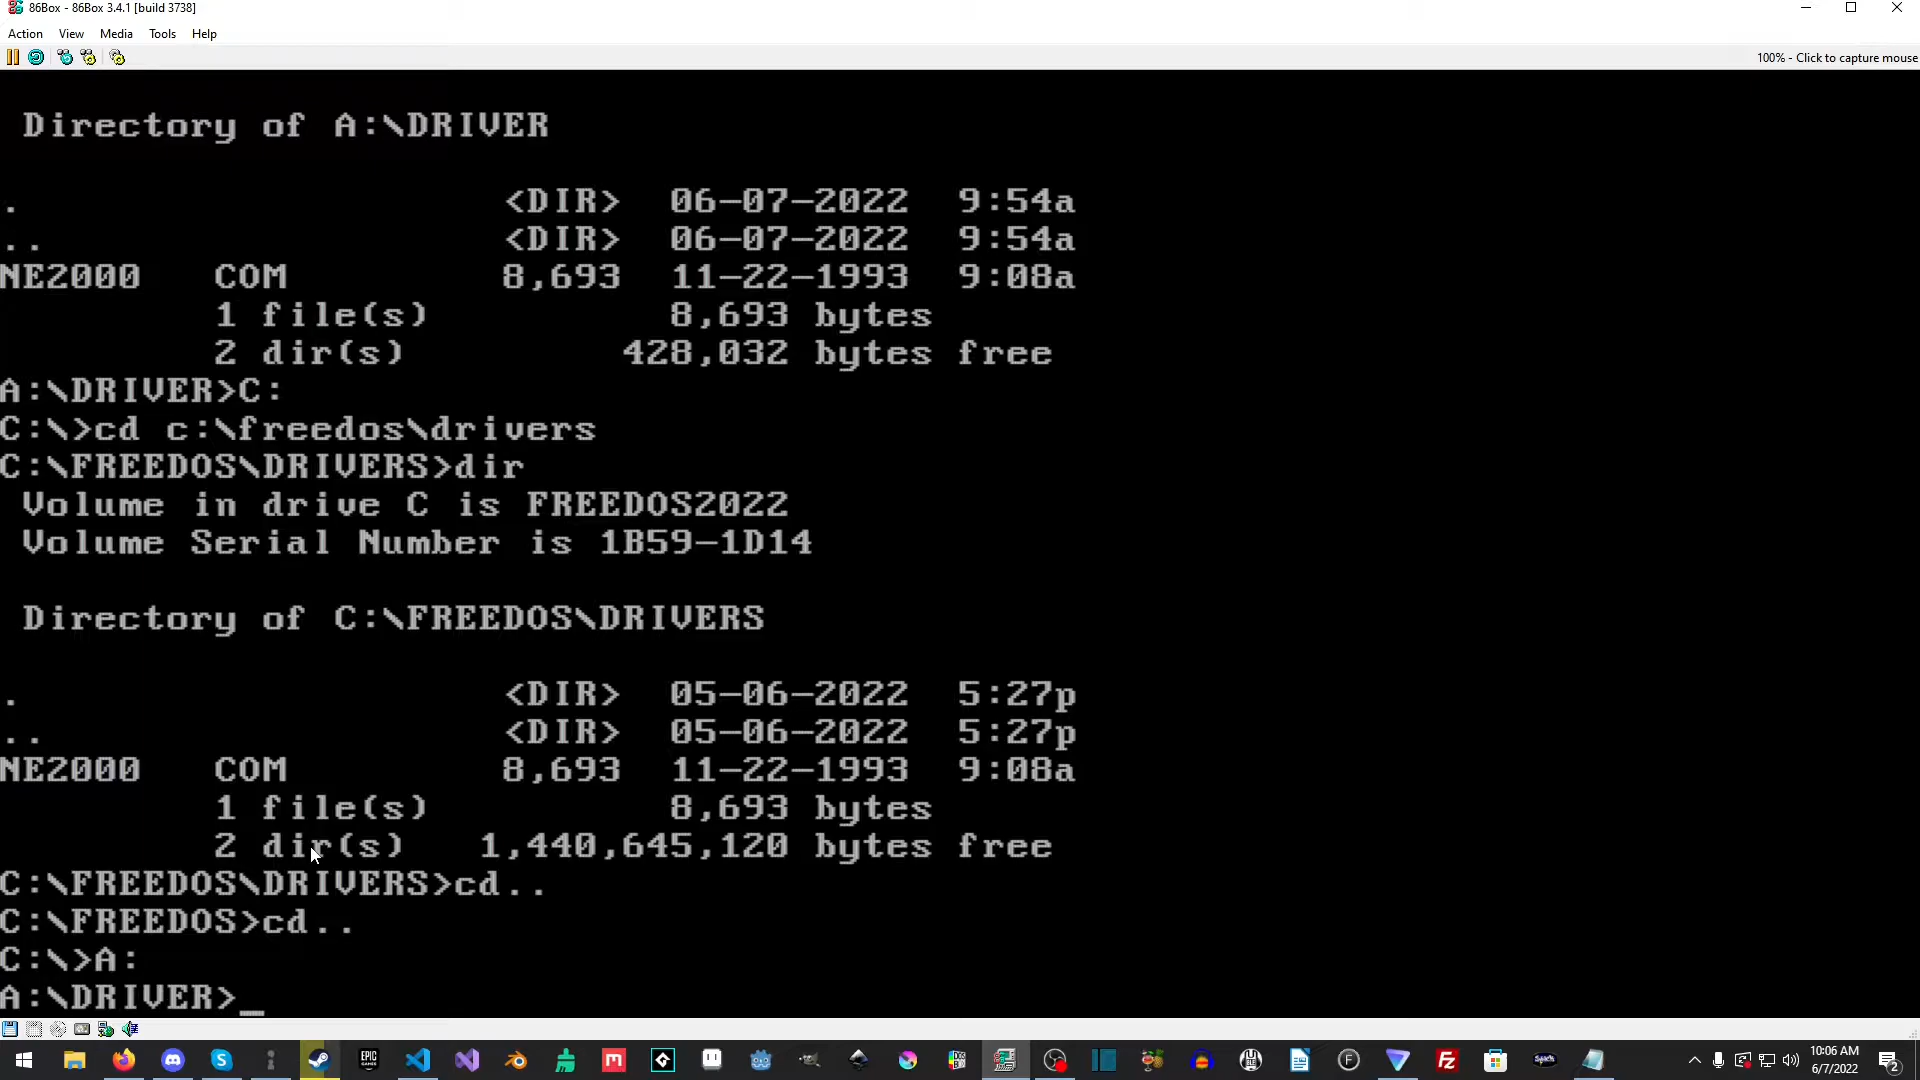 86Box - 86Box 3.4.1 [build 3738]
Action View Media Tools Help
100% - Click to capture mouse
Directory of A:\DRIVER
. <DIR> 06-07-2022 9:54a
.. <DIR> 06-07-2022 9:54a
NE2000 COM 8,693 11-22-1993 9:08a
1 file(s) 8,693 bytes
2 dir(s) 428,032 bytes free
A:\DRIVER>C:
C:\>cd c:\freedos\drivers
C:\FREEDOS\DRIVERS>dir
Volume in drive C is FREEDOS2022
Volume Serial Number is 1B59-1D14
Directory of C:\FREEDOS\DRIVERS
. <DIR> 05-06-2022 5:27p
.. <DIR> 05-06-2022 5:27p
NE2000 COM 8,693 11-22-1993 9:08a
1 file(s) 8,693 bytes
2 dir(s) 1,440,645,120 bytes free
C:\FREEDOS\DRIVERS>cd..
C:\FREEDOS>cd..
C:\>A:
A:\DRIVER>_
EPIC GAMES
10:06 AM
6/7/2022
2